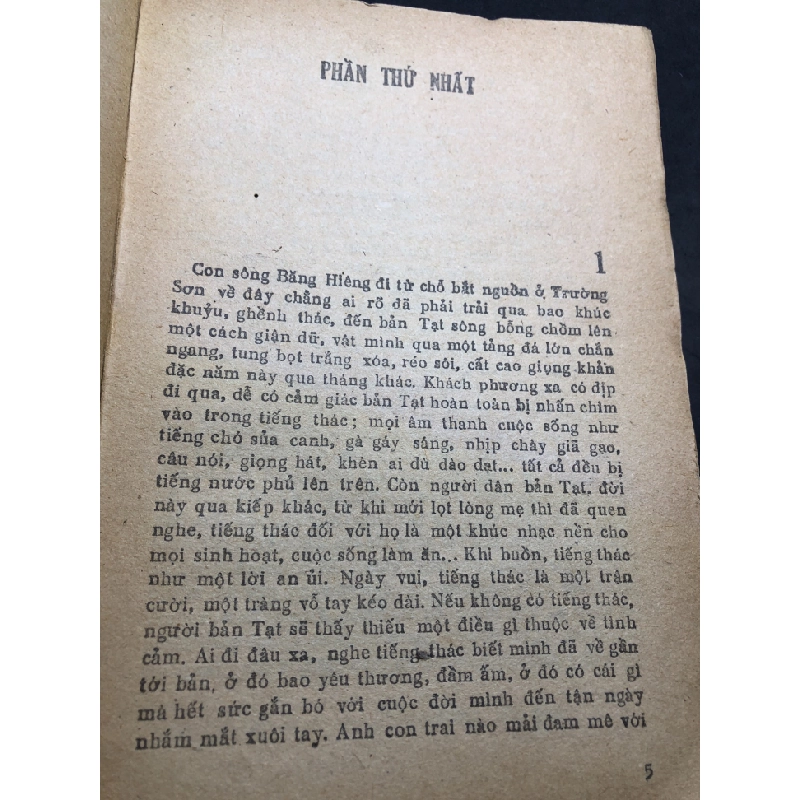 PHẦN THỨ NHẤT
1
Con sông Băng Hiêng đi từ chỗ bắt nguồn ở Trường
Sơn về đây chẳng ai rõ đã phải trải qua bao khúc
khuỷu, ghềnh thác, đến bản Tạt sông bỗng chồm lên
một cách giận dữ, vật mình qua một tảng đá lớn chắn
ngang, tung bọt trắng xóa, réo sôi, cất cao giọng khản
đặc năm này qua tháng khác. Khách phương xa có dịp
đi qua, dễ có cảm giác bản Tạt hoàn toàn bị nhấn chìm
vào trong tiếng thác; mọi âm thanh cuộc sống như
tiếng chó sủa canh, gà gáy sáng, nhịp chày giã gạo,
câu nói, giọng hát, khèn ai dù dào dạt... tất cả đều bị
tiếng nước phủ lên trên. Còn người dân bản Tạt, đời
này qua kiếp khác, từ khi mới lọt lòng mẹ thì đã quen
nghe, tiếng thác đối với họ là một khúc nhạc nền cho
mọi sinh hoạt, cuộc sống làm ăn... Khi buồn, tiếng thác
như một lời an ủi. Ngày vui, tiếng thác là một trận
cười, một tràng vỗ tay kéo dài. Nếu không có tiếng thác,
người bản Tạt sẽ thấy thiếu một điều gì thuộc về tình
cảm. Ai đi đâu xa, nghe tiếng thác biết mình đã về gần
tới bản, ở đó bao yêu thương, đầm ấm, ở đó có cái gì
mà hết sức gắn bó với cuộc đời mình đến tận ngày
nhắm mắt xuôi tay. Anh con trai nào mải đam mê với
5